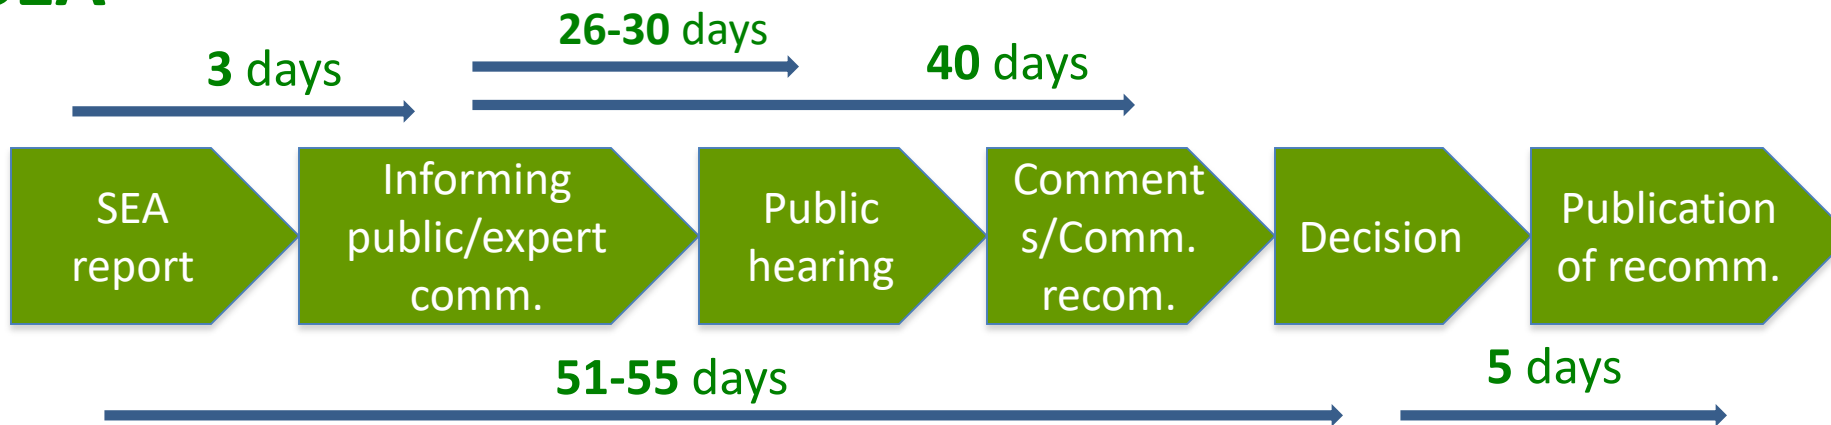 3 days
26-30 days
40 days
SEA
report
Informing
public/expert
comm.
Public
hearing
Comment
s/Comm.
recom.
Decision
Publication
of recomm.
51-55 days
5 days